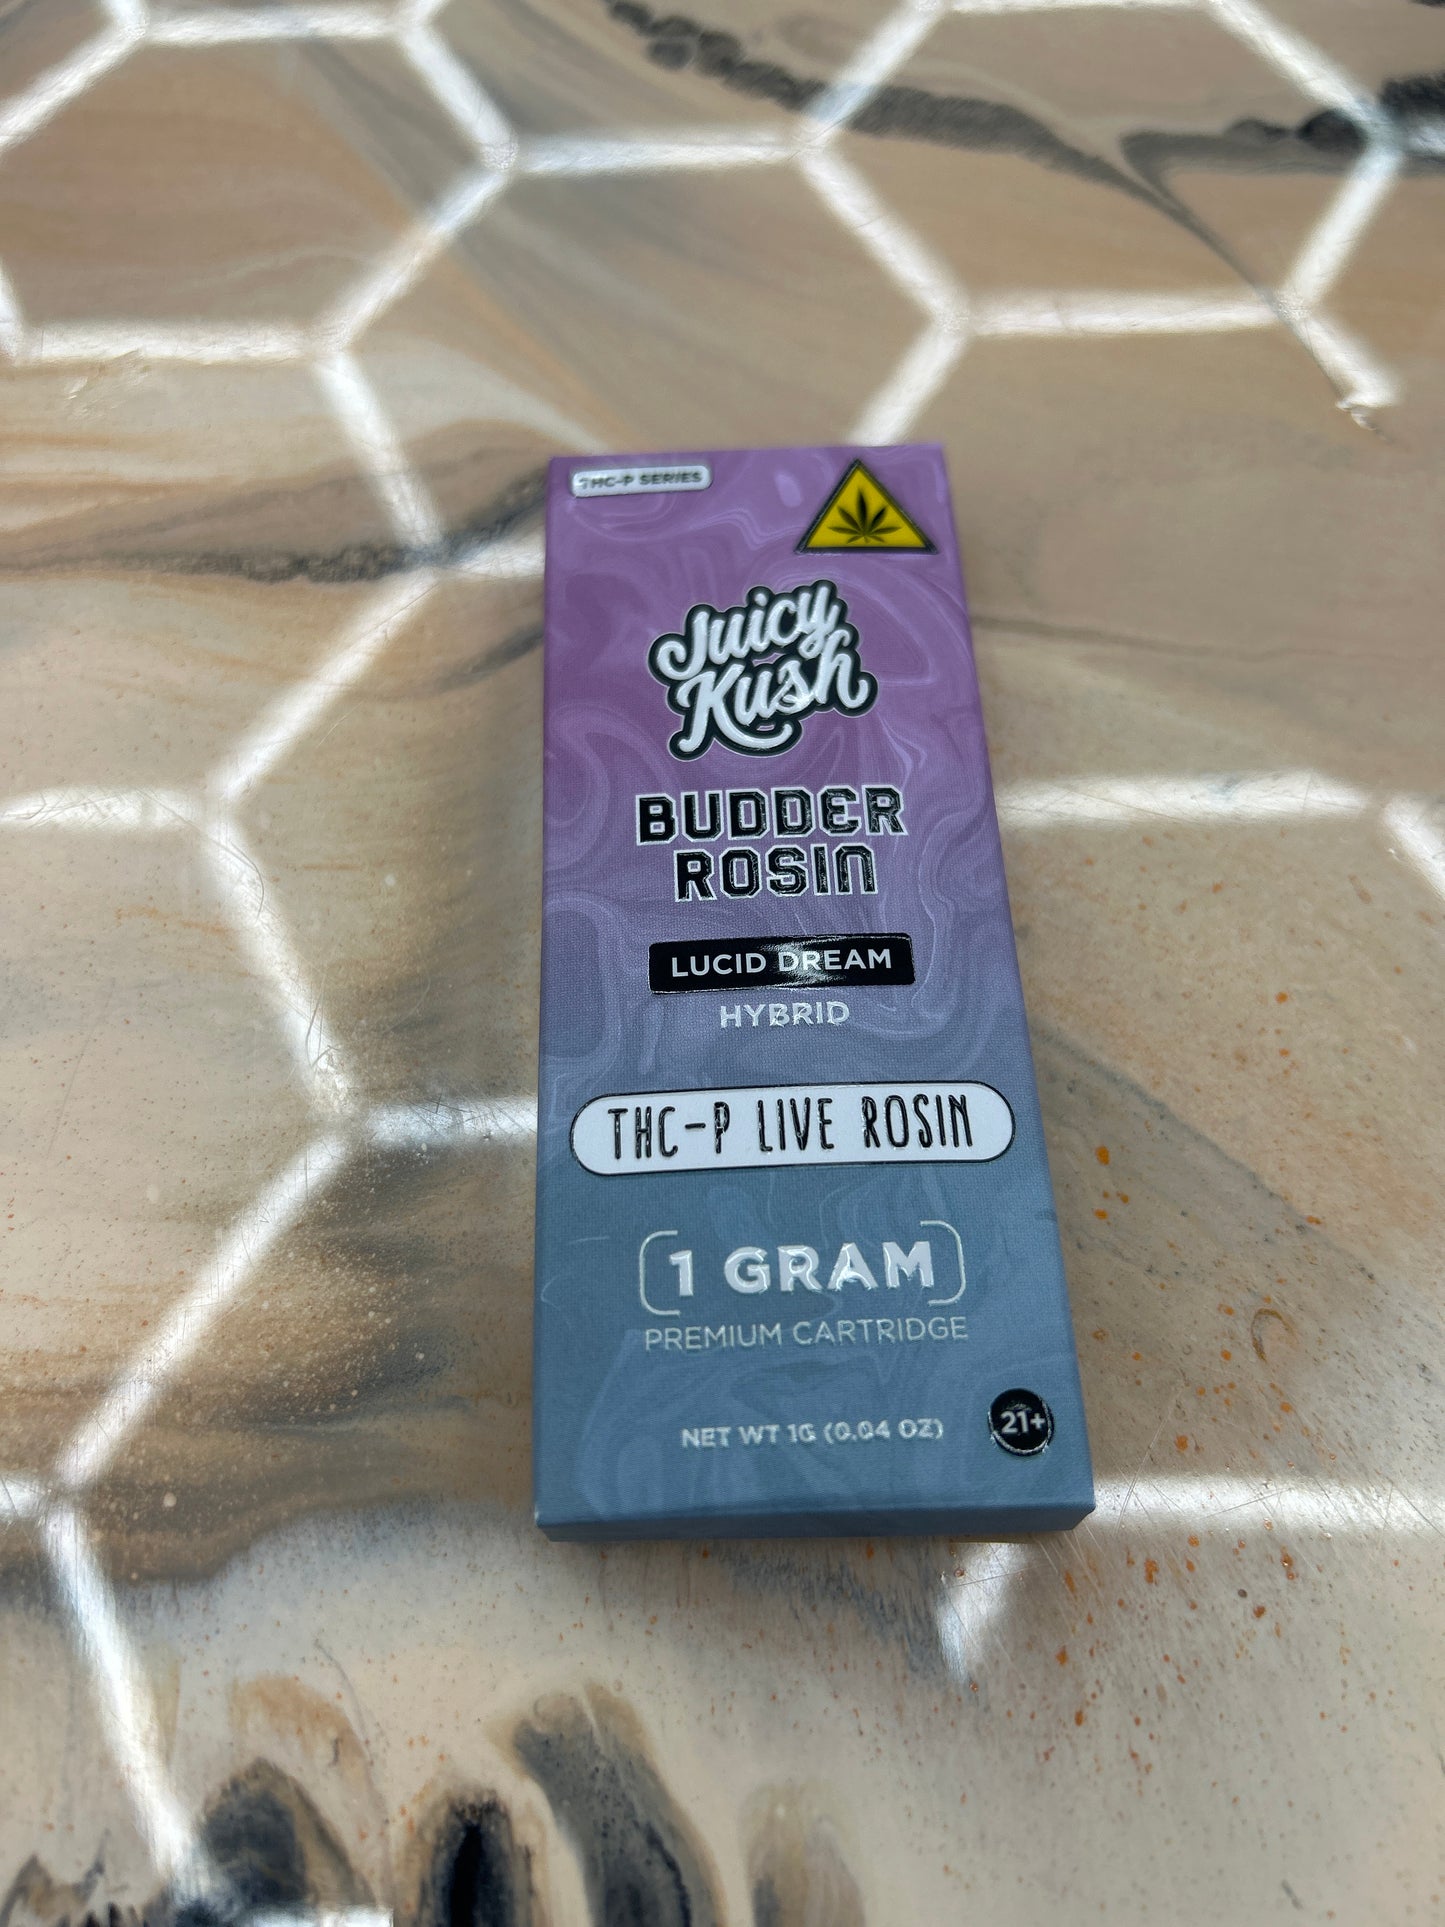 THC-P SERIES
Juicy
Kush
BUDDER
ROSIN
LUCID DREAM
HYBRID
THC-P LIVE ROSIN
1 GRAM
PREMIUM CARTRIDGE
NET WT 1G (0.04 OZ)
21+